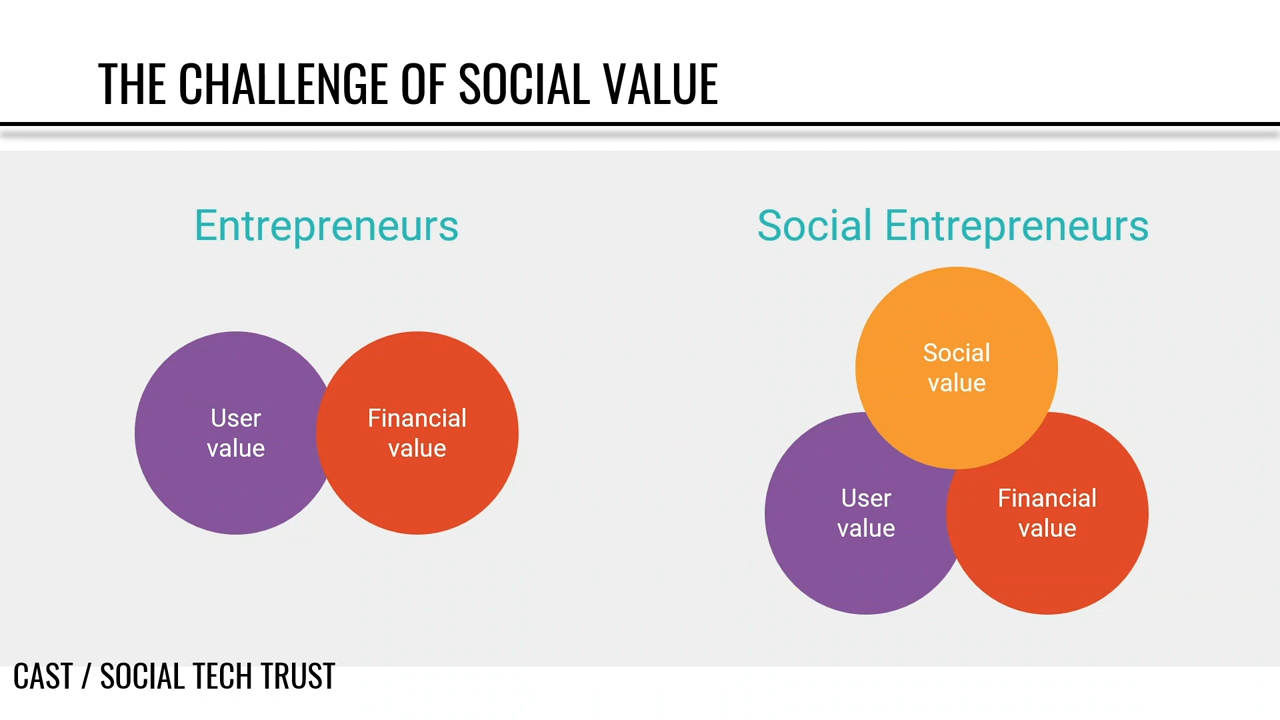 THE CHALLENGE OF SOCIAL VALUE
Entrepreneurs
User
value
Financial
value
Social Entrepreneurs
Social
value
User
value
Financial
value
CAST / SOCIAL TECH TRUST